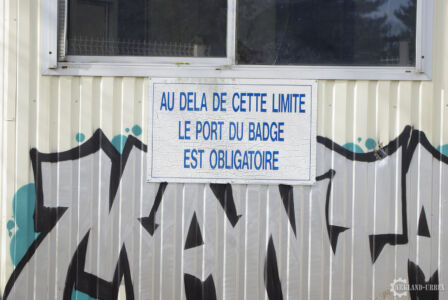 AU DELA DE CETTE LIMITE
LE PORT DU BADGE
EST OBLIGATOIRE